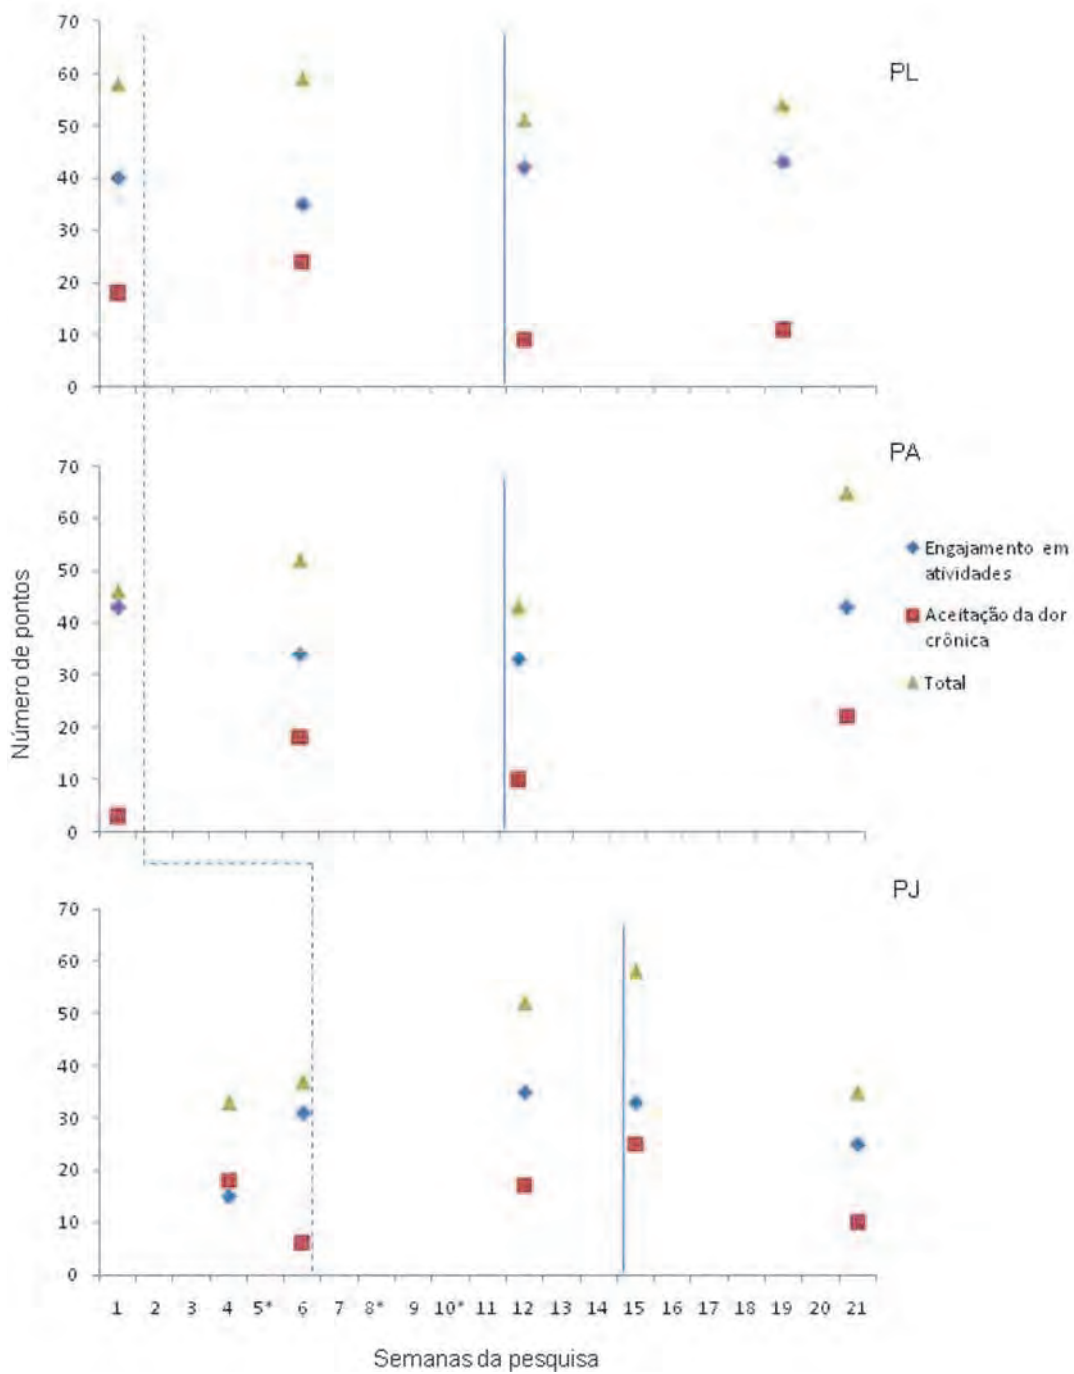 70
60
50
40
30
20
10
0
PL
70
60
50
40
30
20
10
0
PA
Número de pontos
Engajamento em
atividades
Aceitação da dor
crônica
Total
70
60
50
40
30
20
10
0
PJ
1 2 3 4 5* 6 7 8* 9 10* 11 12 13 14 15 16 17 18 19 20 21
Semanas da pesquisa